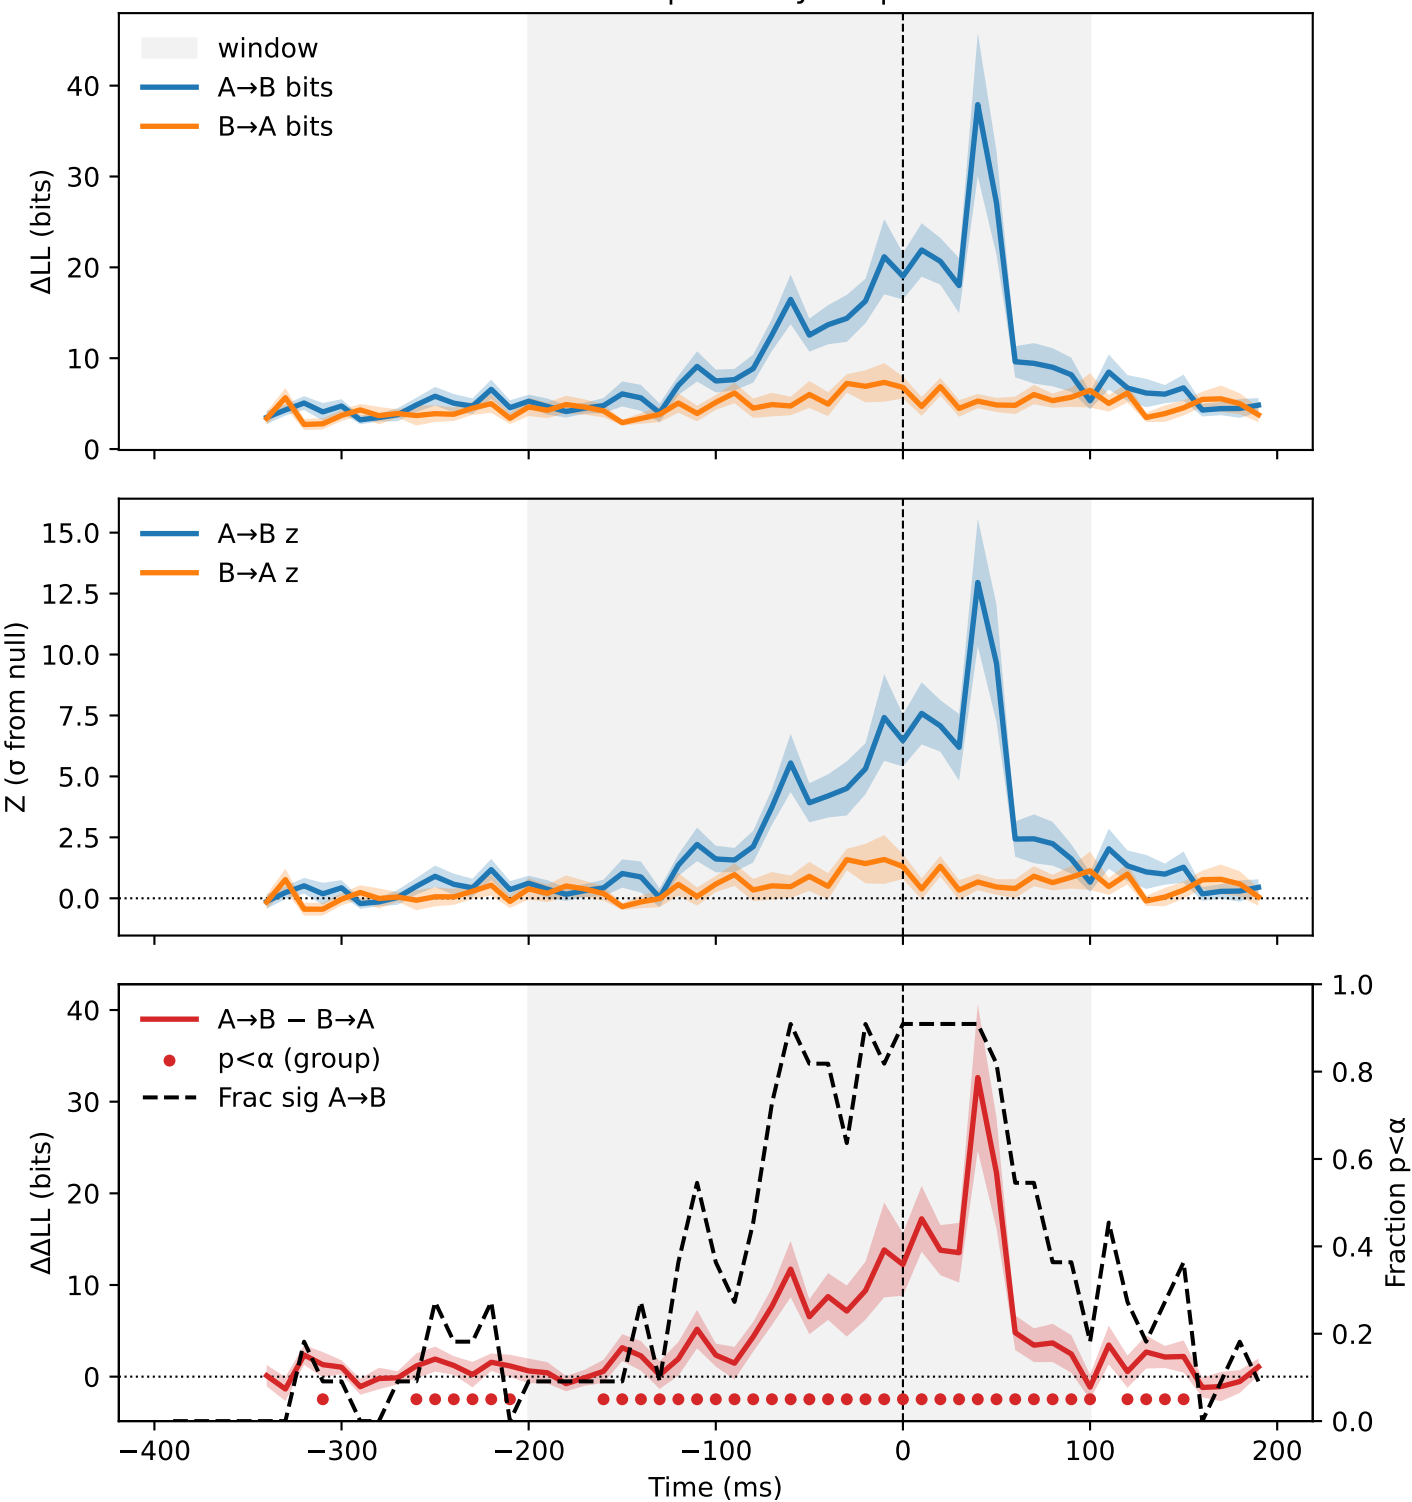 window
A→B bits
B→A bits
ΔLL (bits)
40
30
20
10
0
A→B z
B→A z
Z (σ from null)
15.0
12.5
10.0
7.5
5.0
2.5
0.0
A→B − B→A
p<α (group)
Frac sig A→B
ΔΔLL (bits)
40
30
20
10
0
1.0
0.8
0.6
0.4
0.2
0.0
Fraction p<α
−400 −300 −200 −100 0 100 200
Time (ms)